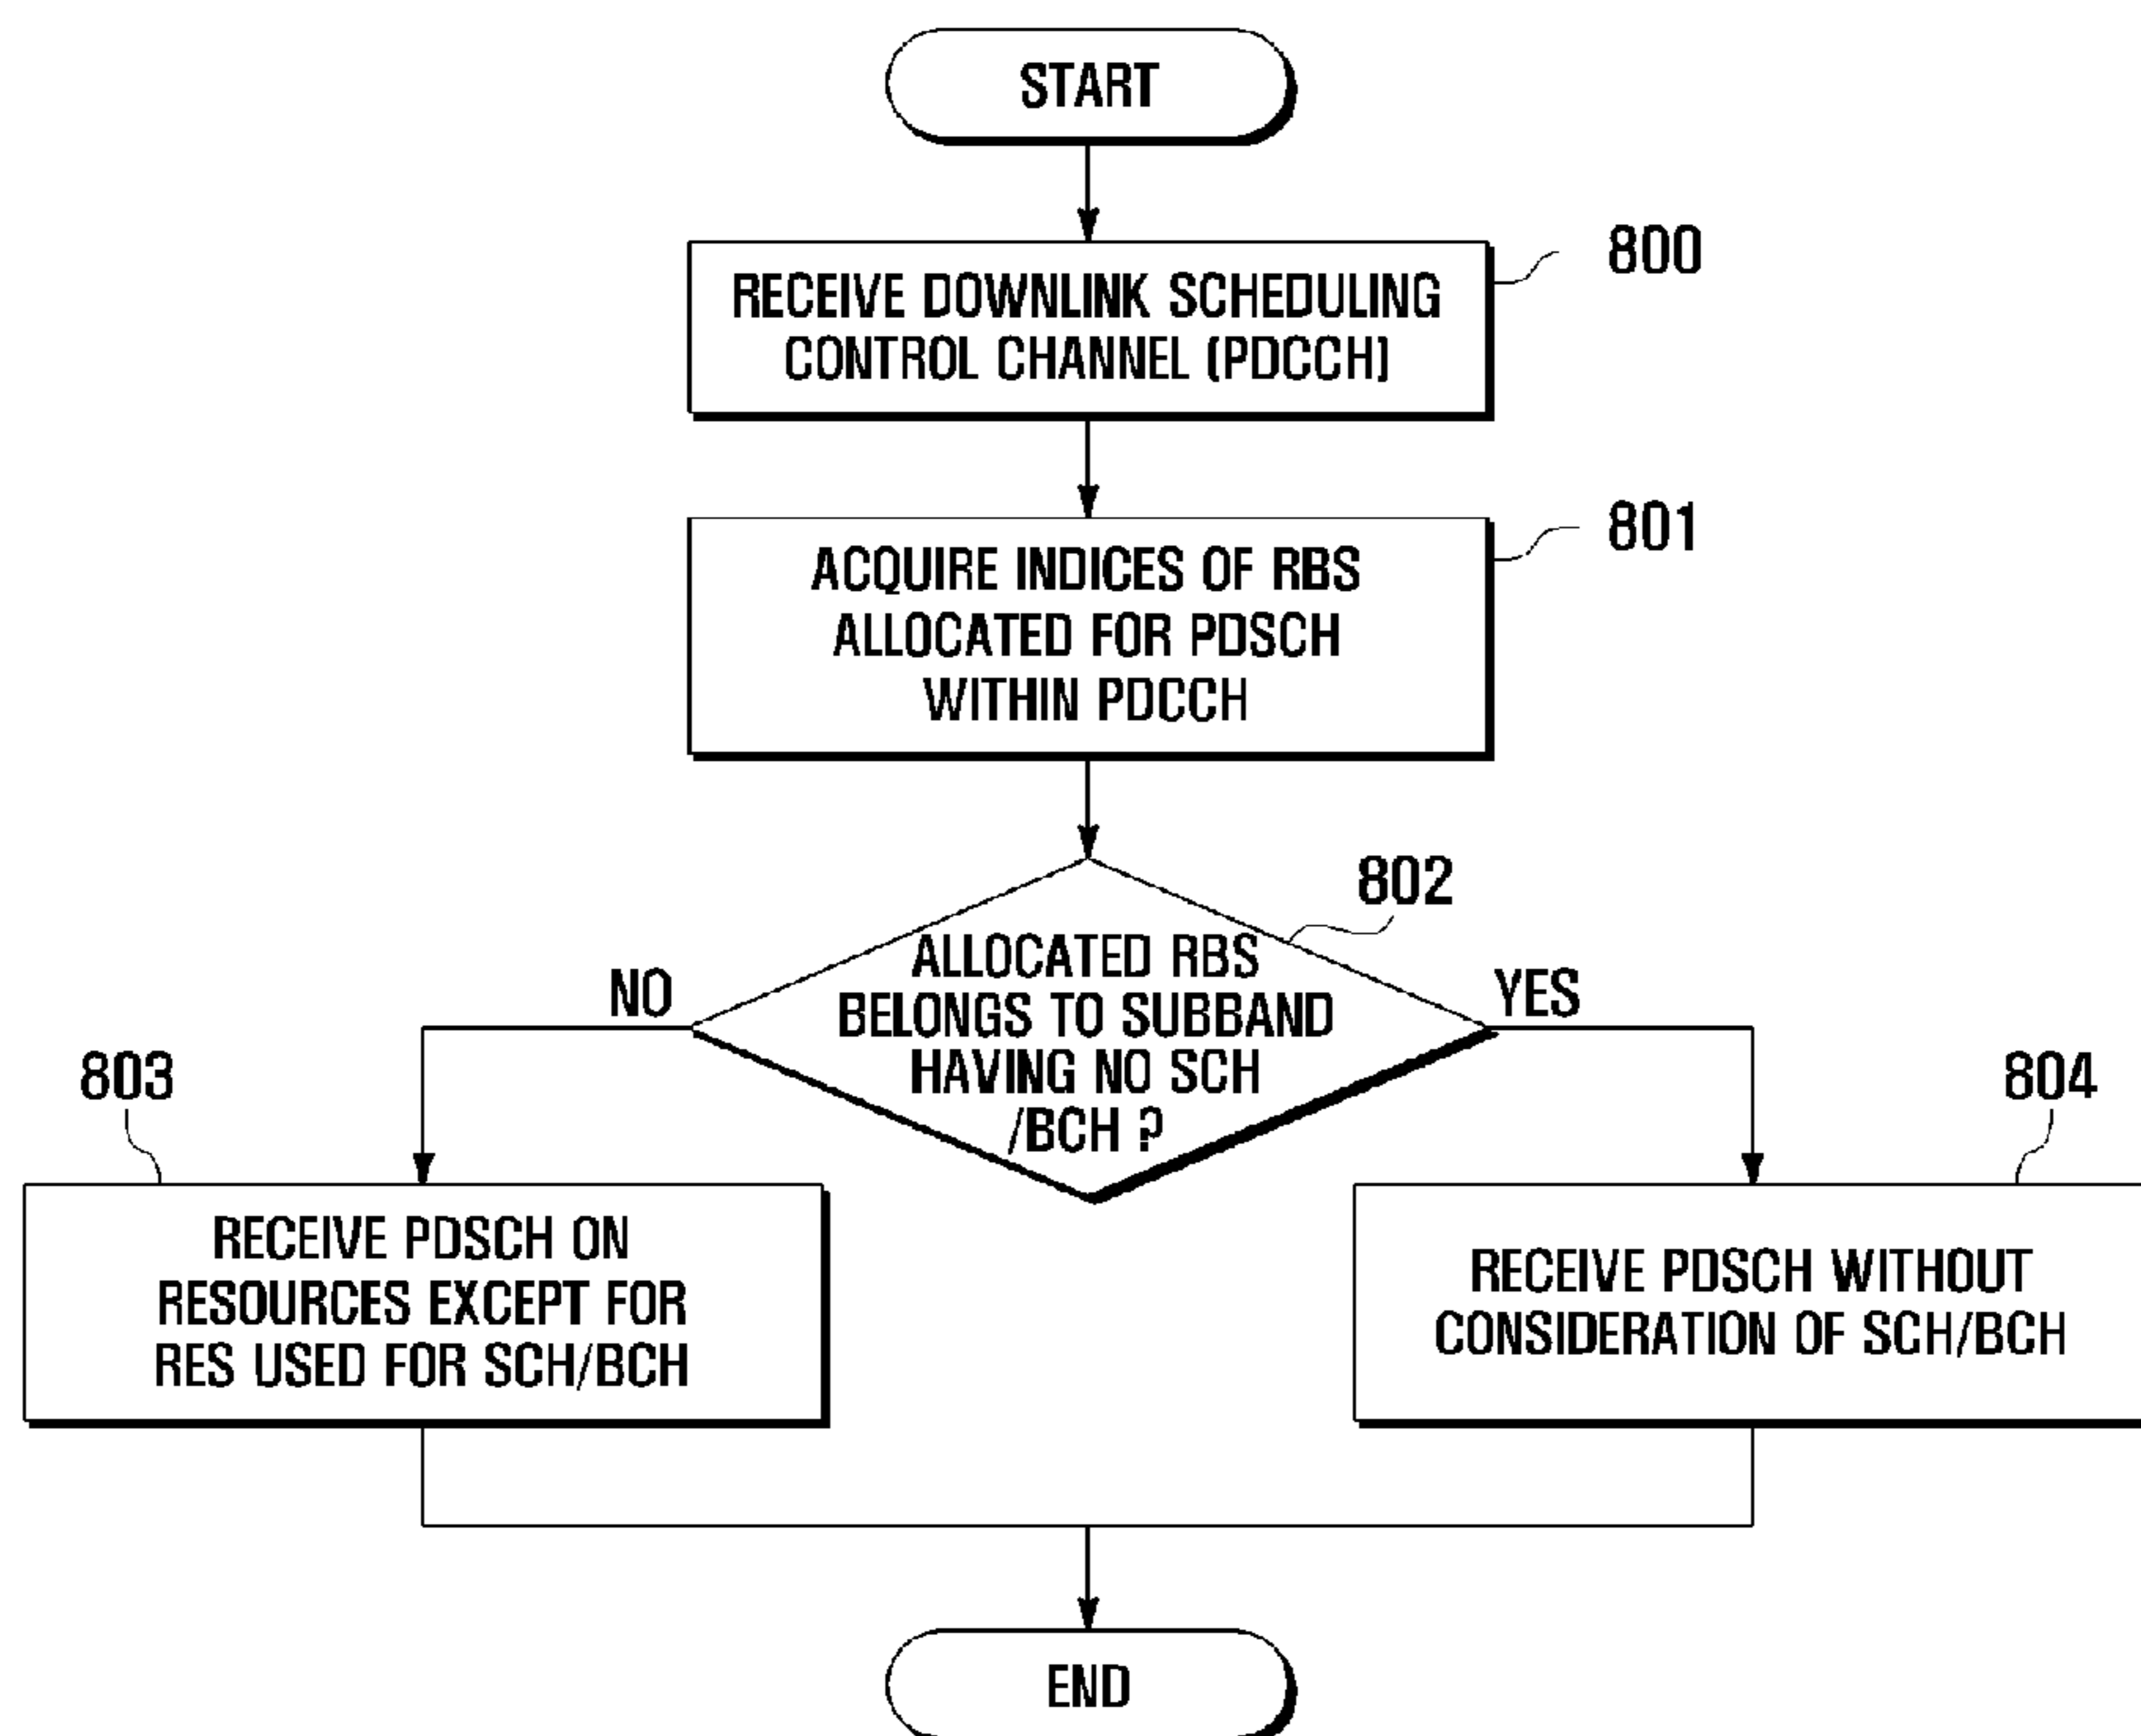 START
800
RECEIVE DOWNLINK SCHEDULING
CONTROL CHANNEL (PDCCH)
801
ACQUIRE INDICES OF RBS
ALLOCATED FOR PDSCH
WITHIN PDCCH
802
ALLOCATED RBS
BELONGS TO SUBBAND
HAVING NO SCH
/BCH ?
NO
YES
803
RECEIVE PDSCH ON
RESOURCES EXCEPT FOR
RES USED FOR SCH/BCH
804
RECEIVE PDSCH WITHOUT
CONSIDERATION OF SCH/BCH
END